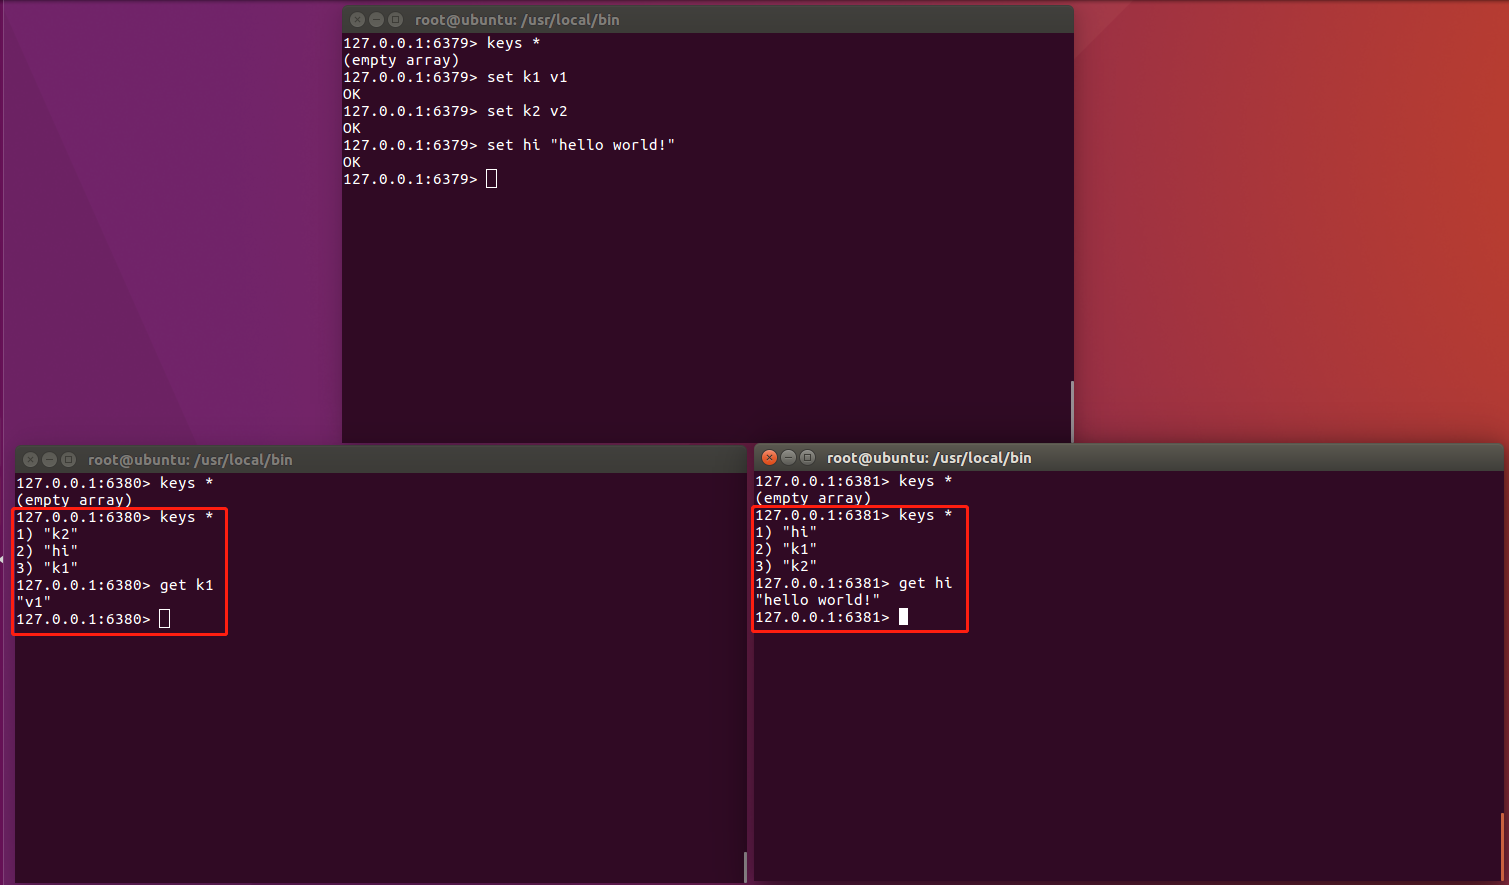 root@ubuntu: /usr/local/bin
127.0.0.1:6379> keys *
(empty array)
127.0.0.1:6379> set k1 v1
OK
127.0.0.1:6379> set k2 v2
OK
127.0.0.1:6379> set hi "hello world!"
OK
127.0.0.1:6379>
root@ubuntu: /usr/local/bin
127.0.0.1:6380> keys *
(empty array)
127.0.0.1:6380> keys *
1) "k2"
2) "hi"
3) "k1"
127.0.0.1:6380> get k1
"v1"
127.0.0.1:6380>
root@ubuntu: /usr/local/bin
127.0.0.1:6381> keys *
(empty array)
127.0.0.1:6381> keys *
1) "hi"
2) "k1"
3) "k2"
127.0.0.1:6381> get hi
"hello world!"
127.0.0.1:6381>